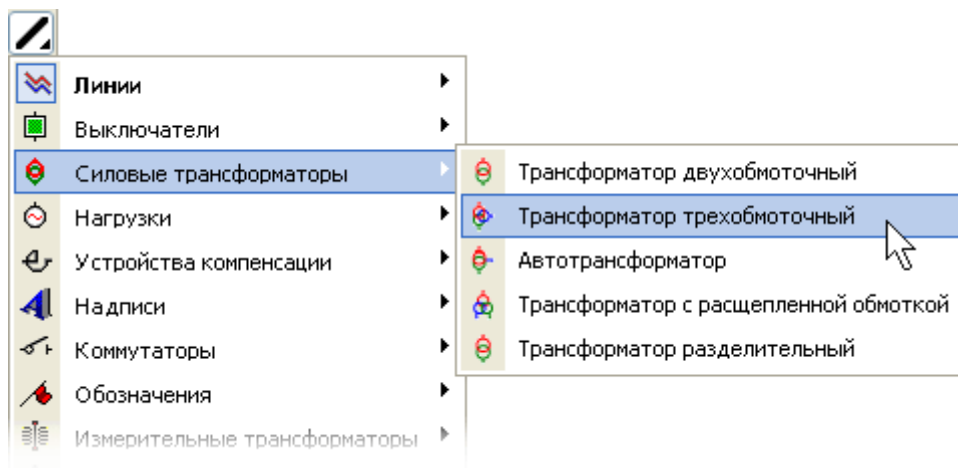 Линии
Выключатели
Силовые трансформаторы
Нагрузки
Устройства компенсации
Надписи
Коммутаторы
Обозначения
Измерительные трансформаторы
Трансформатор двухобмоточный
Трансформатор трехобмоточный
Автотрансформатор
Трансформатор с расщепленной обмоткой
Трансформатор разделительный